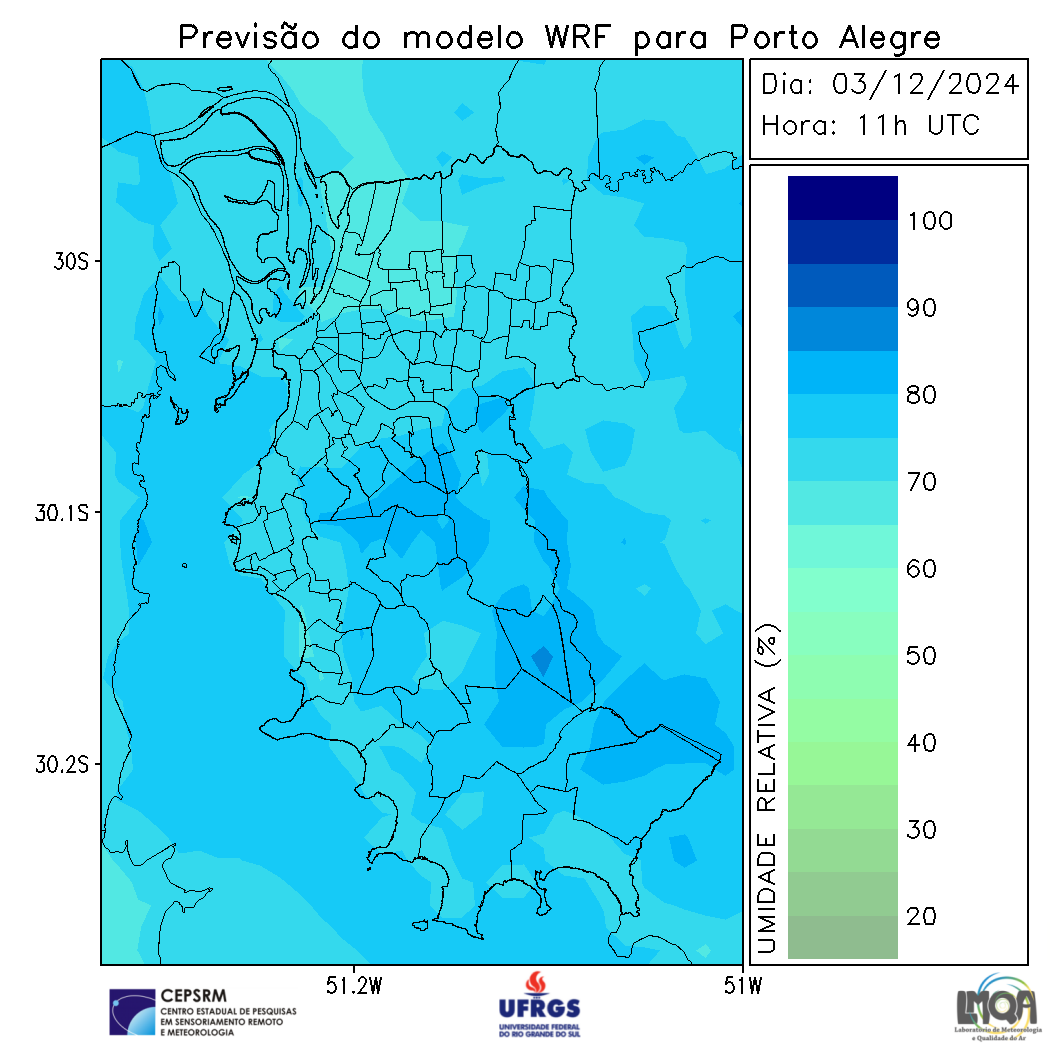 Previsão do modelo WRF para Porto Alegre
Dia: 03/12/2024
Hora: 11h UTC
30S
30.1S
30.2S
51.2W
51W
100
90
80
70
60
50
40
30
20
UMIDADE RELATIVA (%)
CEPSRM
CENTRO ESTADUAL DE PESQUISAS
EM SENSORIAMENTO REMOTO
E METEOROLOGIA
UFRGS
UNIVERSIDADE FEDERAL
DO RIO GRANDE DO SUL
LMQA
Laboratório de Meteorologia
e Qualidade do Ar